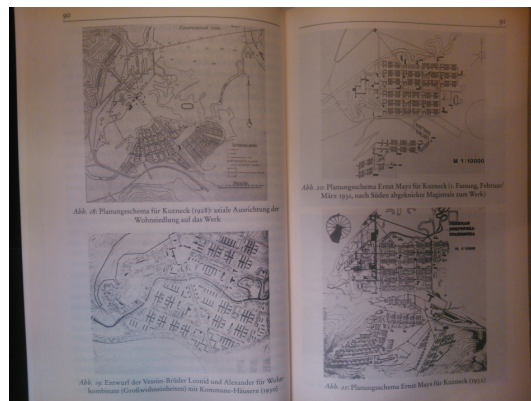 90
Abb. 18: Planungsschema für Kuzneck (1928): axiale Ausrichtung der
Wohnsiedlung auf das Werk
Abb. 19: Entwurf der Vesnin-Brüder Leonid und Alexander für Wohn-
kombinate (Großwohneinheiten) mit Kommune-Häusern (1930)
91
M 1:10000
Abb. 20: Planungsschema Ernst Mays für Kuzneck (1. Fassung, Februar/
März 1931, nach Süden abgeknickte Magistrale zum Werk)
Abb. 21: Planungsschema Ernst Mays für Kuzneck (1931)